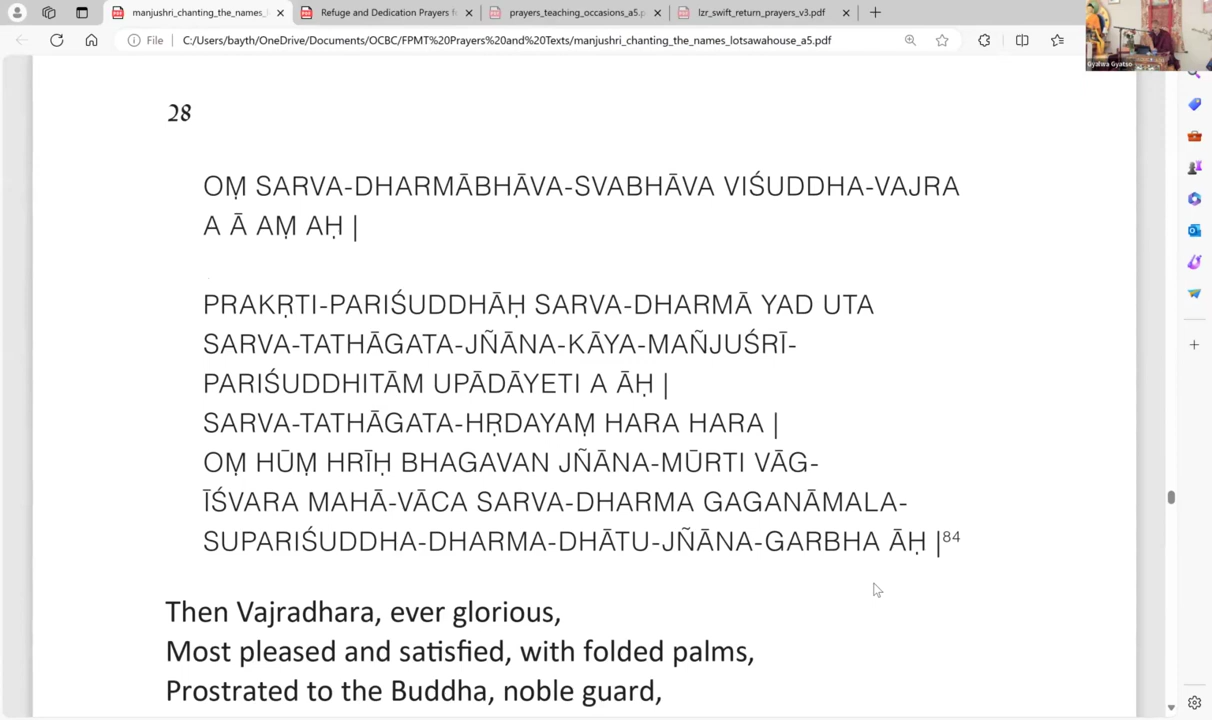 manjushri_chanting_the_names_l
Refuge and Dedication Prayers f
prayers_teaching_occasions_a5.p
lzr_swift_return_prayers_v3.pdf
File
C:/Users/bayth/OneDrive/Documents/OCBC/FPMT%20Prayers%20and%20Texts/manjushri_chanting_the_names_lotsawahouse_a5.pdf
Gyalwa Gyatso
28
OṂ SARVA-DHARMĀBHĀVA-SVABHĀVA VIŚUDDHA-VAJRA
A Ā AṂ AḤ |
PRAKṚTI-PARIŚUDDHĀḤ SARVA-DHARMĀ YAD UTA
SARVA-TATHĀGATA-JÑĀNA-KĀYA-MAÑJUŚRĪ-
PARIŚUDDHITĀM UPĀDĀYETI A ĀḤ |
SARVA-TATHĀGATA-HṚDAYAṂ HARA HARA |
OṂ HŪṂ HRĪḤ BHAGAVAN JÑĀNA-MŪRTI VĀG-
ĪŚVARA MAHĀ-VĀCA SARVA-DHARMA GAGANĀMALA-
SUPARIŚUDDHA-DHARMA-DHĀTU-JÑĀNA-GARBHA ĀḤ |84
Then Vajradhara, ever glorious,
Most pleased and satisfied, with folded palms,
Prostrated to the Buddha, noble guard,